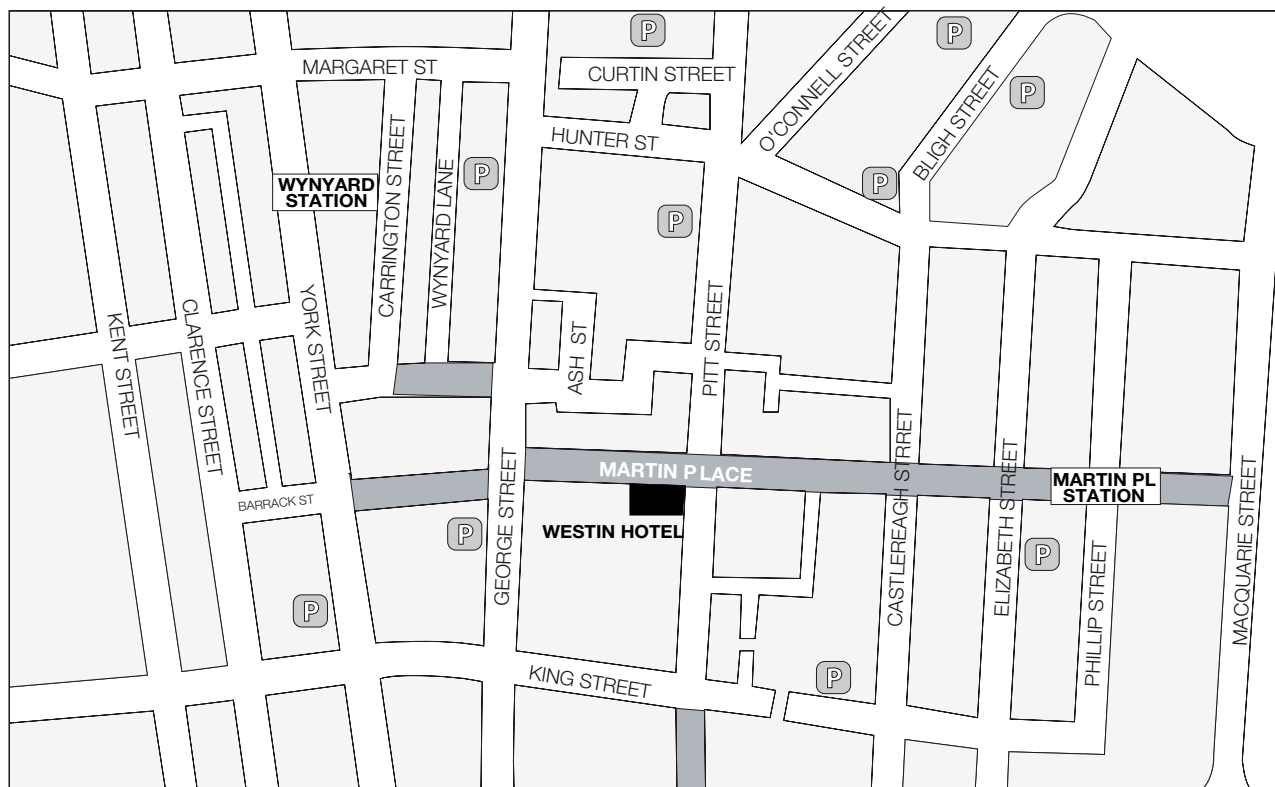 P
P
O'CONNELL STREET
MARGARET ST
CURTIN STREET
P
BLIGH STREET
HUNTER ST
P
P
WYNYARD
STATION
CARRINGTON STREET
WYNYARD LANE
P
KENT STREET
CLARENCE STREET
YORK STREET
ASH ST
PITT STREET
MARTIN PLACE
MARTIN PL
STATION
BARRACK ST
GEORGE STREET
WESTIN HOTEL
CASTLEREAGH STRRET
ELIZABETH STREET
PHILLIP STREET
MACQUARIE STREET
P
P
P
P
KING STREET